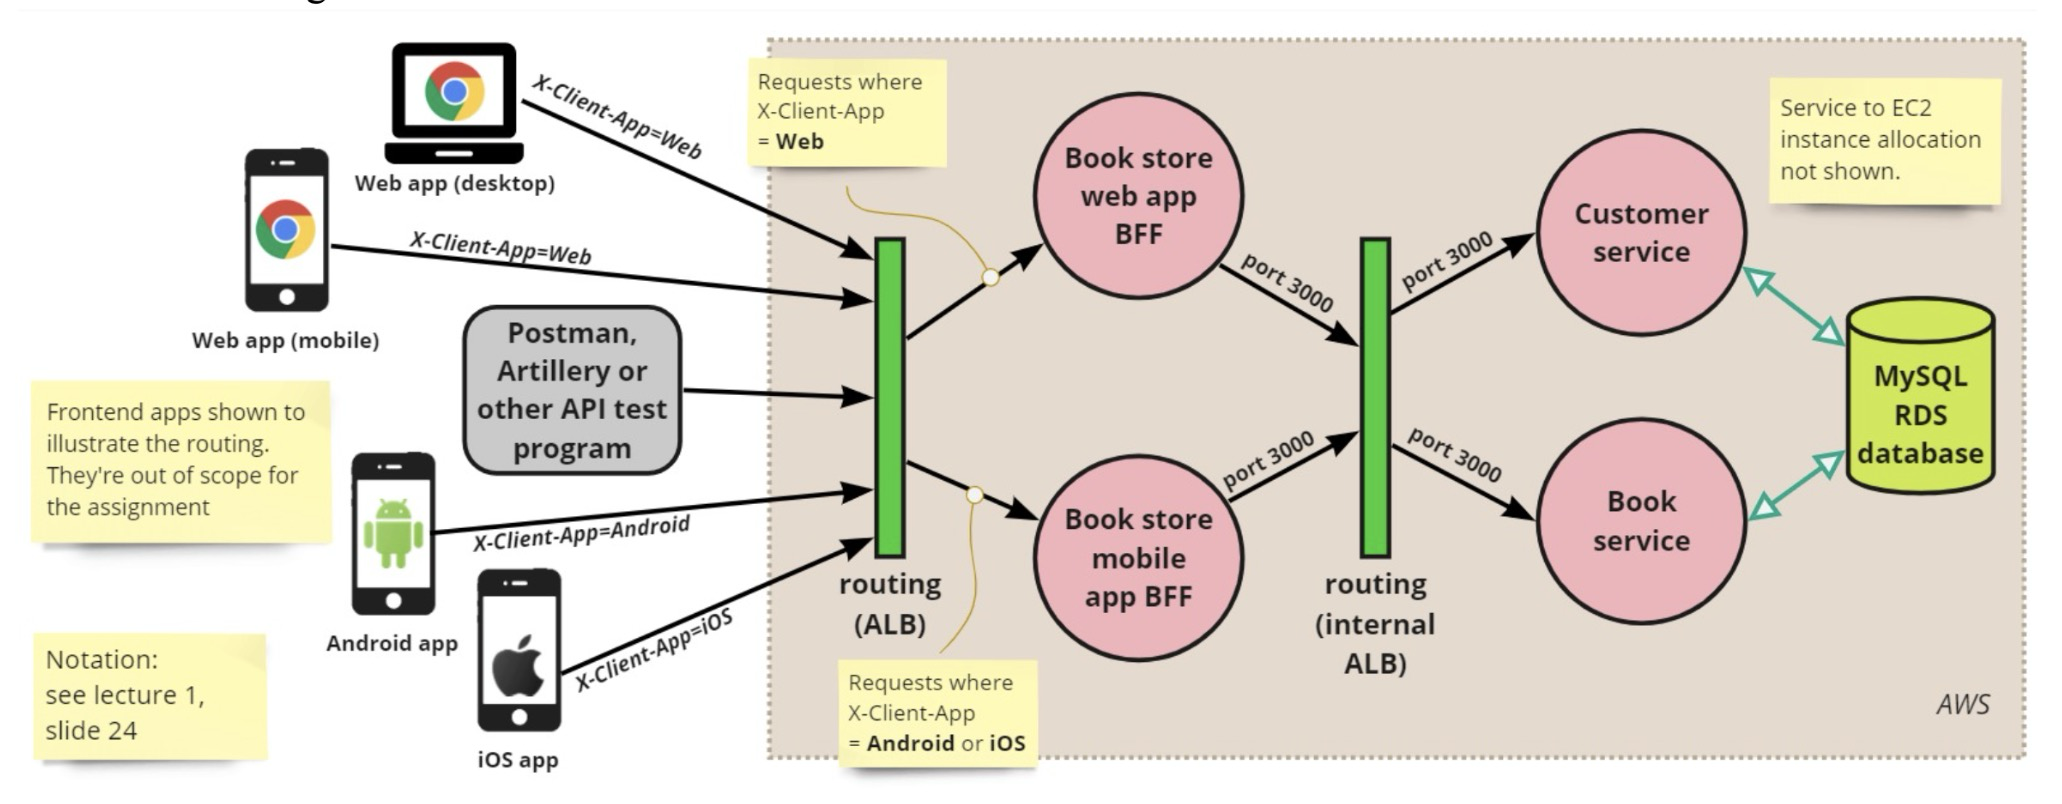 X-Client-App=Web
Web app (desktop)
X-Client-App=Web
Web app (mobile)
Postman,
Artillery or
other API test
program
Frontend apps shown to
illustrate the routing.
They're out of scope for
the assignment
X-Client-App=Android
Android app
X-Client-App=iOS
iOS app
Notation:
see lecture 1,
slide 24
Requests where
X-Client-App
= Web
routing
(ALB)
Requests where
X-Client-App
= Android or iOS
Book store
web app
BFF
Book store
mobile
app BFF
port 3000
port 3000
routing
(internal
ALB)
port 3000
port 3000
Customer
service
Book
service
Service to EC2
instance allocation
not shown.
MySQL
RDS
database
AWS